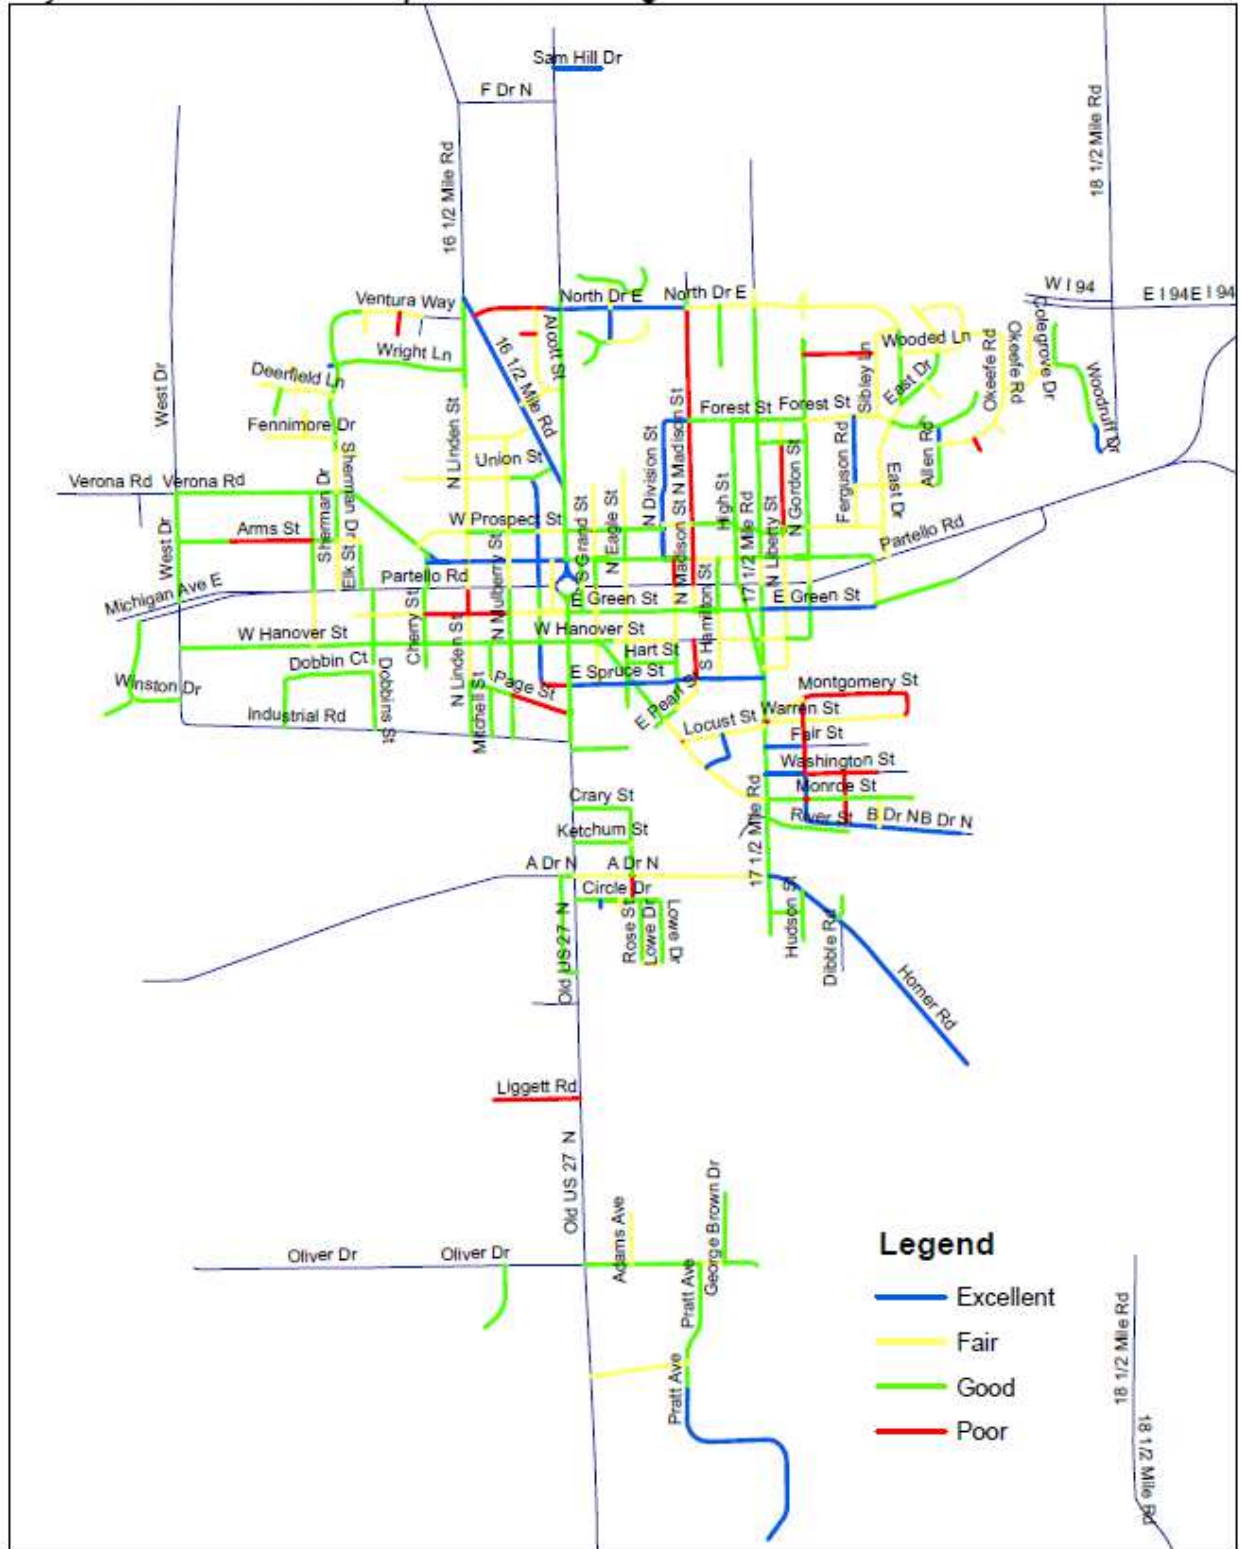 Sam Hill Dr
F Dr N
16 1/2 Mile Rd
18 1/2 Mile Rd
W I 94
E I 94E I 94
Ventura Way
North Dr E
North Dr E
Alcott St
16 1/2 Mile Rd
Wright Ln
Deerfield Ln
Fennimore Dr
West Dr
Wooded Ln
Sibley Ln
East Dr
Okeefe Rd
Okeefe Rd
Colegrove Dr
Woodruff Dr
Forest St
Forest St
N Linden St
Union St
N Division St
N Madison St
N Madison St
High St
17 1/2 Mile Rd
N Liberty St
N Gordon St
Ferguson Rd
East Dr
Allen Rd
Verona Rd
Verona Rd
Sherman Dr
Sherman Dr
Arms St
West Dr
Elk St
W Prospect St
S Grand St
N Eagle St
Partello Rd
Michigan Ave E
Partello Rd
N Mulberry St
N Madison St
S Hamilton St
E Green St
E Green St
Cherry St
N Linden St
W Hanover St
W Hanover St
Dobbin Ct
Dobbins St
Hart St
E Spruce St
Winston Dr
Industrial Rd
Mitchell St
Page St
E Pearl St
Montgomery St
Locust St
Warren St
Fair St
Washington St
Monroe St
River St
B Dr NB Dr N
Crary St
Ketchum St
17 1/2 Mile Rd
A Dr N
A Dr N
Circle Dr
Old US 27 N
Rose St
Lowe Dr
Lowe Dr
Hudson St
Dibble Rd
Homer Rd
Liggett Rd
Old US 27 N
Adams Ave
George Brown Dr
Oliver Dr
Oliver Dr
Pratt Ave
Pratt Ave
Legend
Excellent
Fair
Good
Poor
18 1/2 Mile Rd
18 1/2 Mile Rd